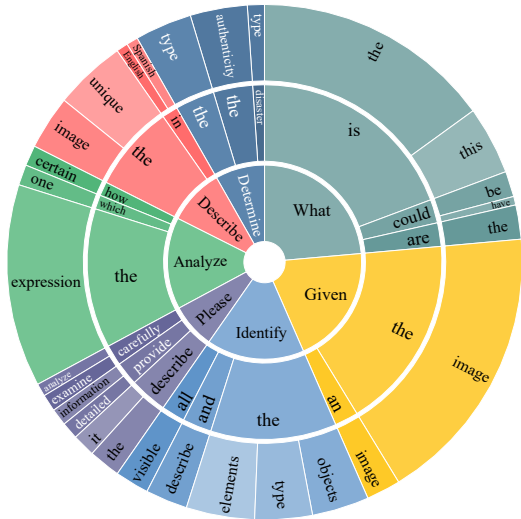 What
Given
Identify
Please
Analyze
Describe
Determine
is
could
are
the
an
the
and
all
describe
provide
carefully
the
which
how
the
in
the
the
disaster
the
this
be
have
the
image
image
objects
type
elements
describe
visible
the
it
detailed
information
examine
analyze
expression
one
certain
image
unique
English
Spanish
type
authenticity
type